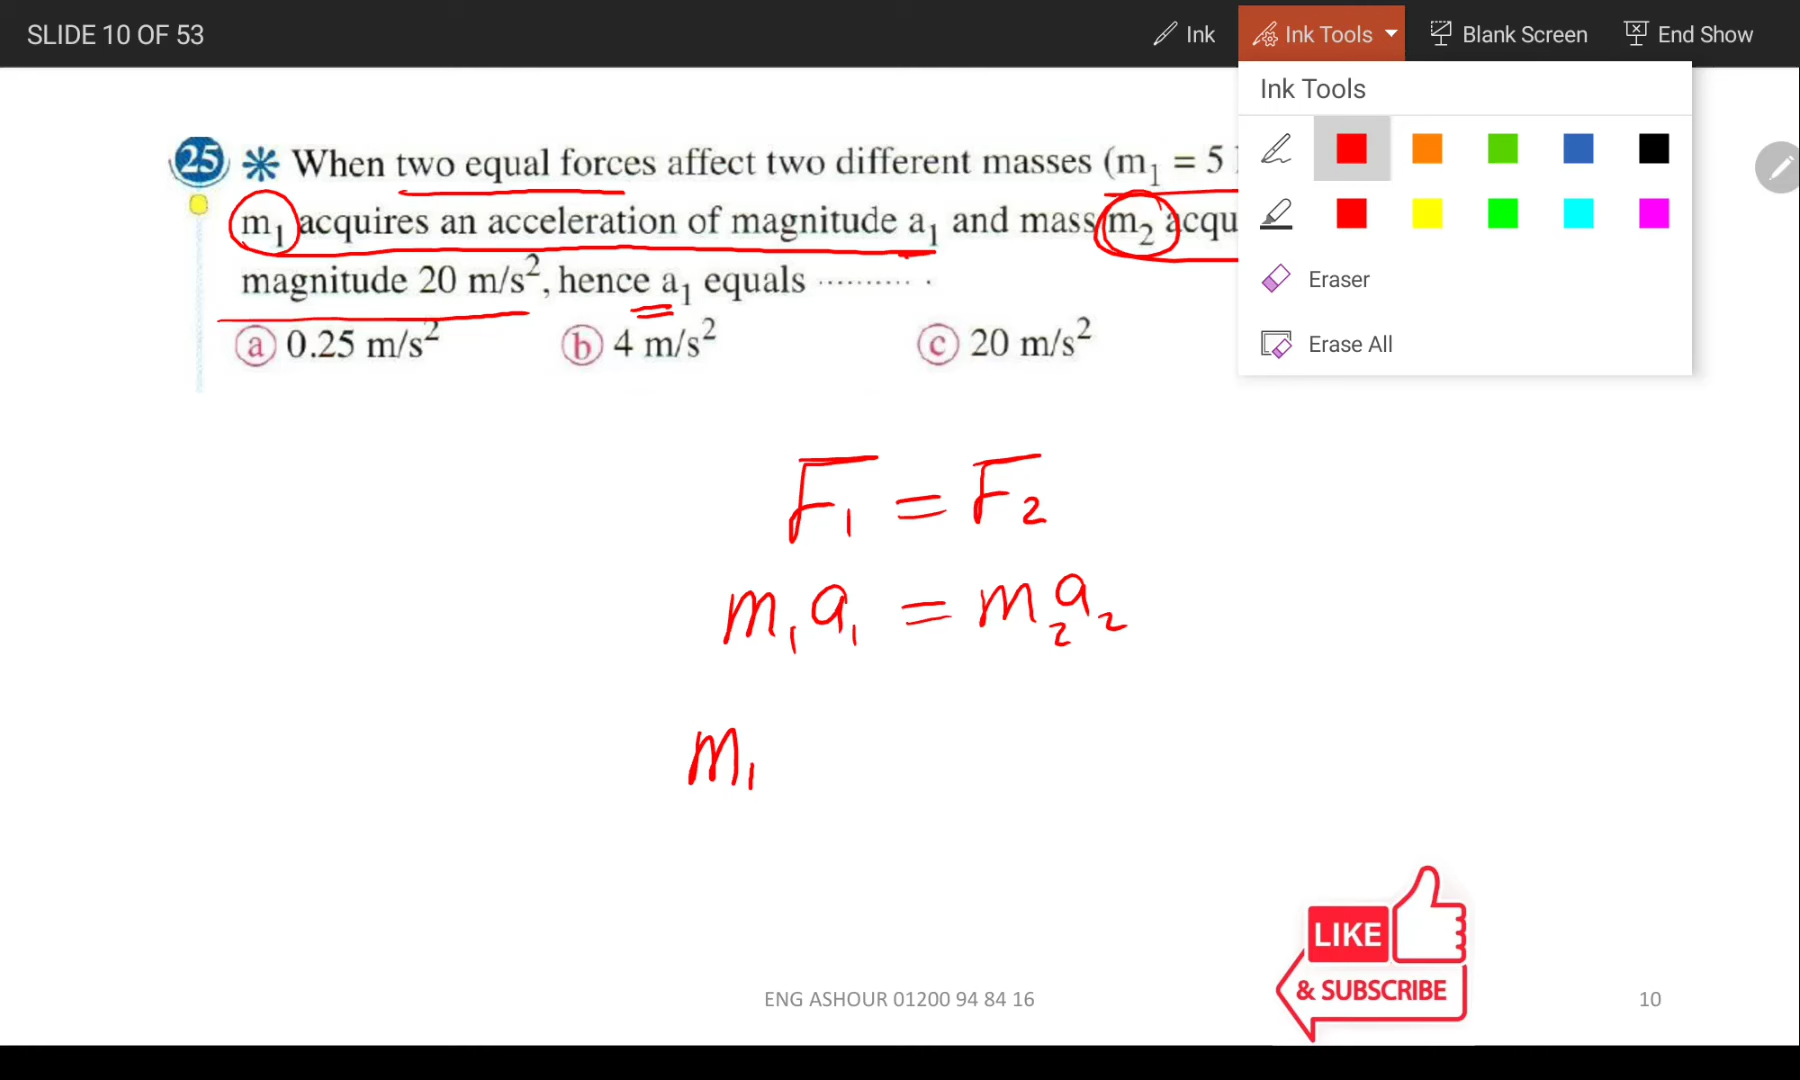 SLIDE 10 OF 53
Ink
Ink Tools
Blank Screen
End Show
Ink Tools
Eraser
Erase All
25 * When two equal forces affect two different masses (m₁ = 5
m₁ acquires an acceleration of magnitude a₁ and mass m₂ acqu
magnitude 20 m/s², hence a₁ equals .......... .
a 0.25 m/s²
b 4 m/s²
c 20 m/s²
F₁ = F₂
m₁a₁ = m₂a₂
m₁
LIKE
& SUBSCRIBE
ENG ASHOUR 01200 94 84 16
10